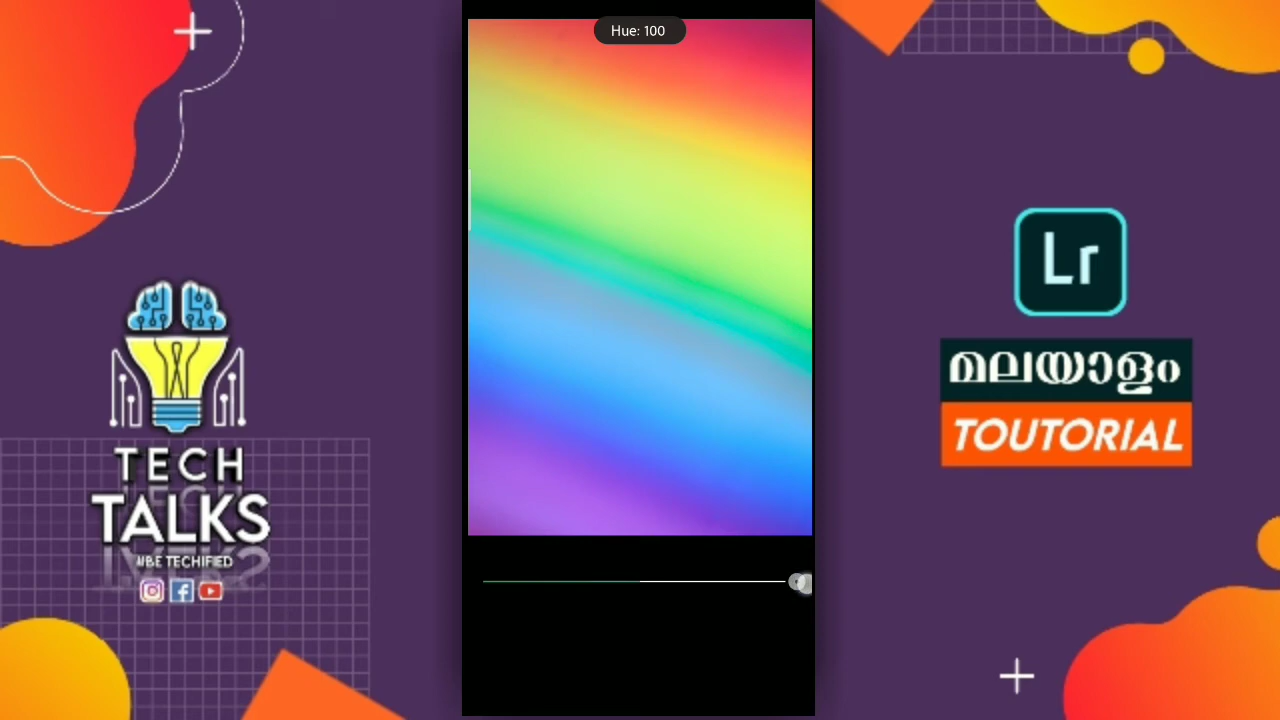 Hue: 100
TECH
TALKS
#BE TECHIFIED
Lr
മലയാളം
TOUTORIAL